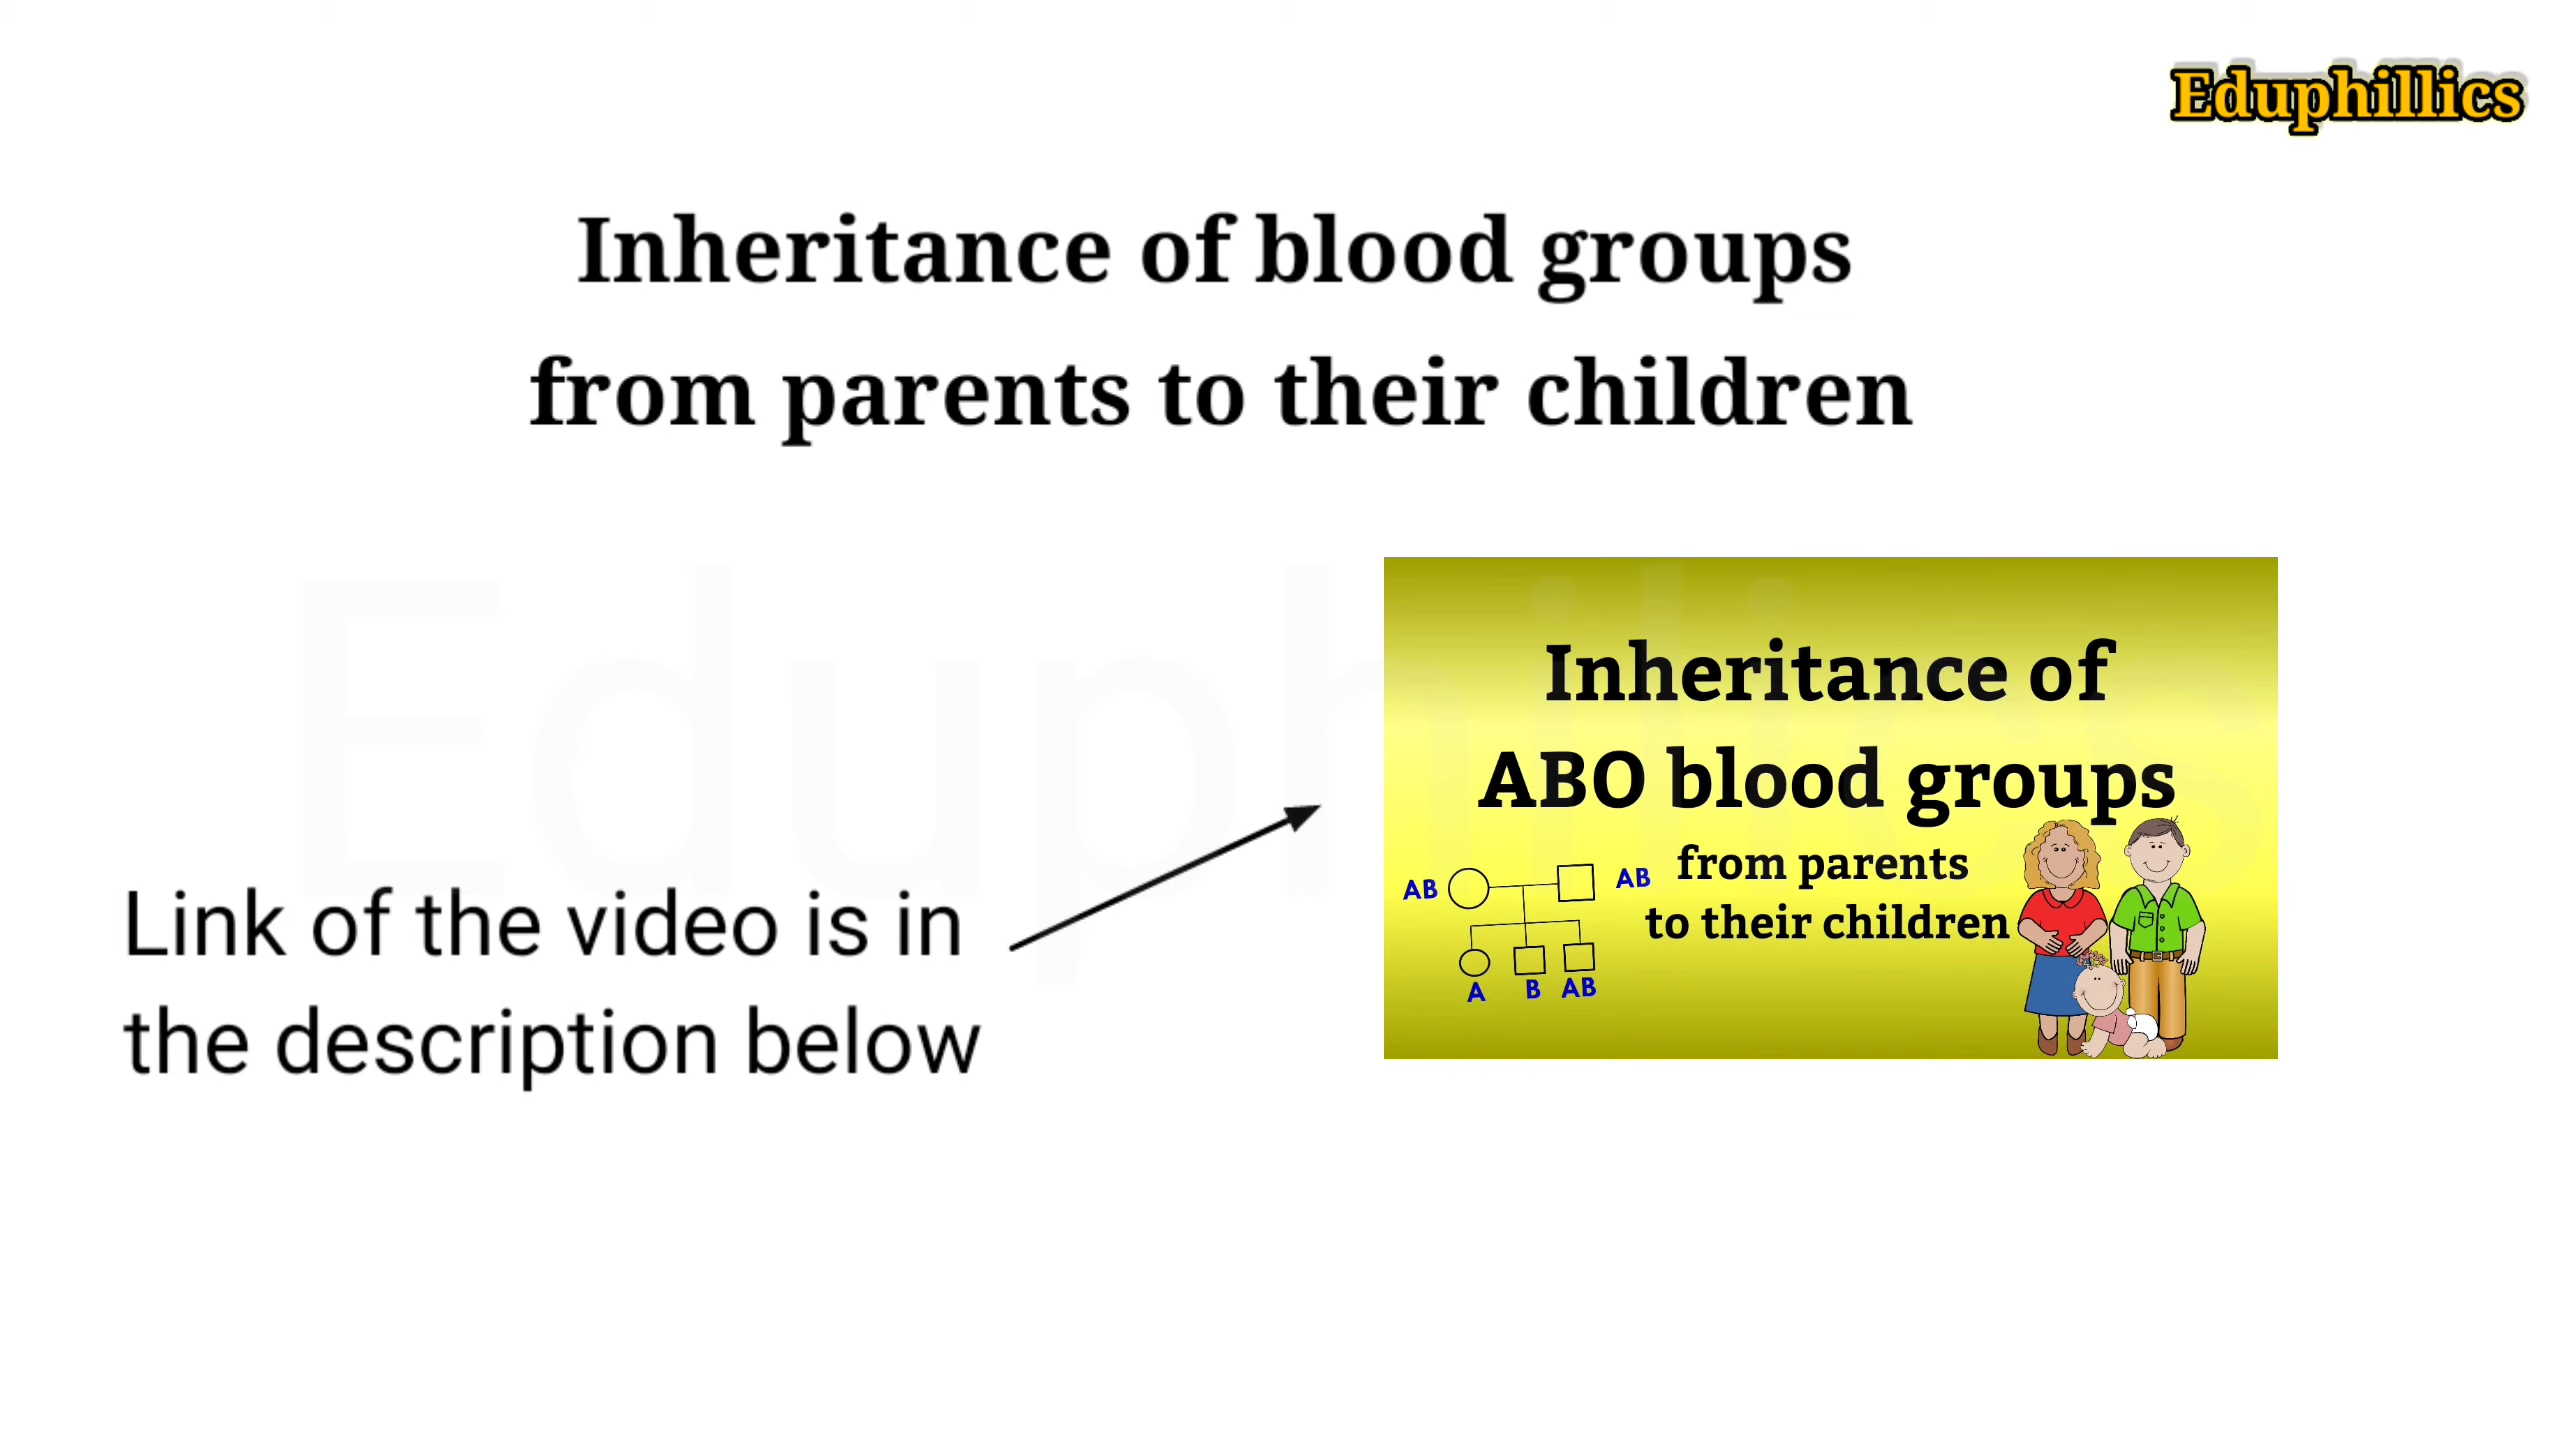 Eduphillics
Inheritance of blood groups
from parents to their children
Inheritance of
ABO blood groups
from parents
to their children
AB
AB
A B AB
Link of the video is in
the description below
Eduphillics